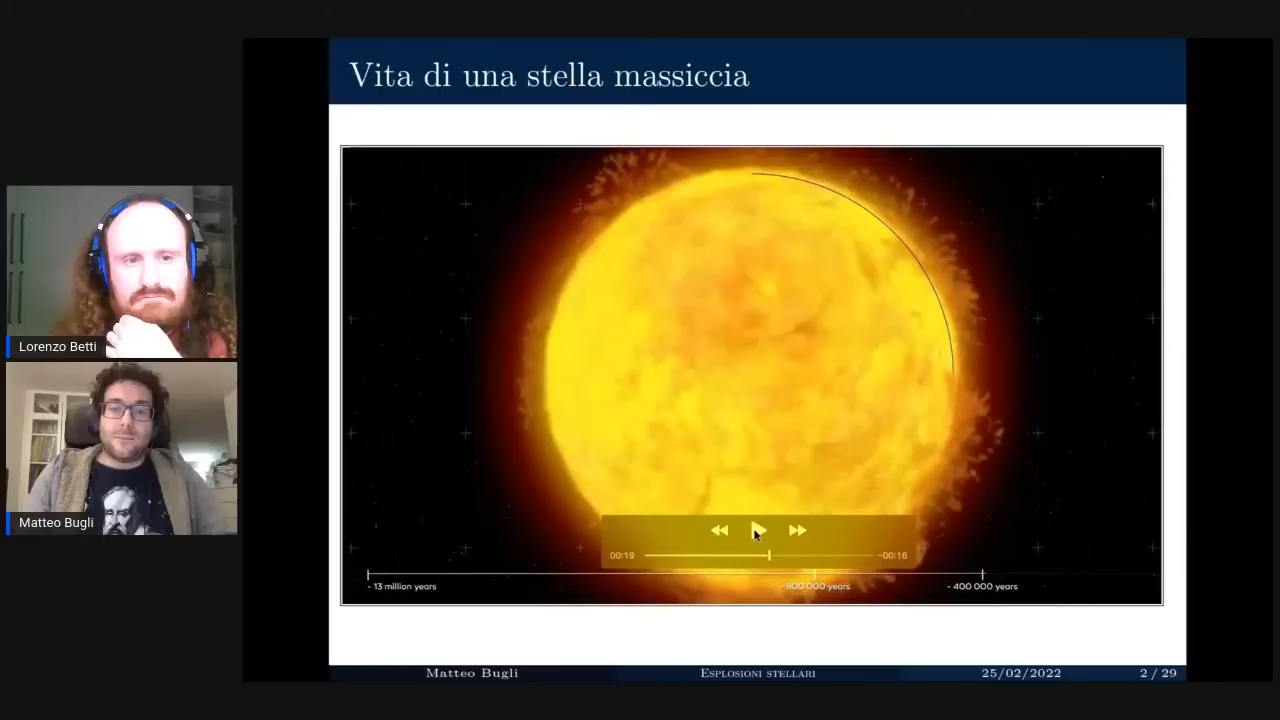 Vita di una stella massiccia
Lorenzo Betti
Matteo Bugli
00:19
-00:16
- 13 million years
- 800 000 years
- 400 000 years
Matteo Bugli
Esplosioni stellari
25/02/2022
2 / 29